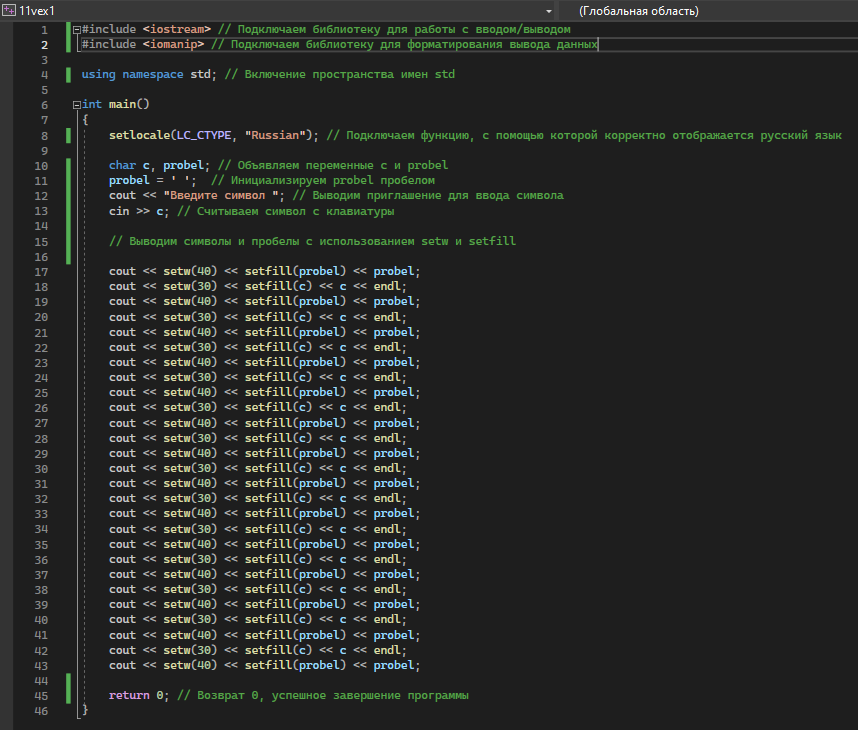 11vex1 (Глобальная область)
1 #include <iostream> // Подключаем библиотеку для работы с вводом/выводом
2 #include <iomanip> // Подключаем библиотеку для форматирования вывода данных
3
4 using namespace std; // Включение пространства имен std
5
6 int main()
7 {
8 setlocale(LC_CTYPE, "Russian"); // Подключаем функцию, с помощью которой корректно отображается русский язык
9
10 char c, probel; // Объявляем переменные c и probel
11 probel = ' '; // Инициализируем probel пробелом
12 cout << "Введите символ "; // Выводим приглашение для ввода символа
13 cin >> c; // Считываем символ с клавиатуры
14
15 // Выводим символы и пробелы с использованием setw и setfill
16
17 cout << setw(40) << setfill(probel) << probel;
18 cout << setw(30) << setfill(c) << c << endl;
19 cout << setw(40) << setfill(probel) << probel;
20 cout << setw(30) << setfill(c) << c << endl;
21 cout << setw(40) << setfill(probel) << probel;
22 cout << setw(30) << setfill(c) << c << endl;
23 cout << setw(40) << setfill(probel) << probel;
24 cout << setw(30) << setfill(c) << c << endl;
25 cout << setw(40) << setfill(probel) << probel;
26 cout << setw(30) << setfill(c) << c << endl;
27 cout << setw(40) << setfill(probel) << probel;
28 cout << setw(30) << setfill(c) << c << endl;
29 cout << setw(40) << setfill(probel) << probel;
30 cout << setw(30) << setfill(c) << c << endl;
31 cout << setw(40) << setfill(probel) << probel;
32 cout << setw(30) << setfill(c) << c << endl;
33 cout << setw(40) << setfill(probel) << probel;
34 cout << setw(30) << setfill(c) << c << endl;
35 cout << setw(40) << setfill(probel) << probel;
36 cout << setw(30) << setfill(c) << c << endl;
37 cout << setw(40) << setfill(probel) << probel;
38 cout << setw(30) << setfill(c) << c << endl;
39 cout << setw(40) << setfill(probel) << probel;
40 cout << setw(30) << setfill(c) << c << endl;
41 cout << setw(40) << setfill(probel) << probel;
42 cout << setw(30) << setfill(c) << c << endl;
43 cout << setw(40) << setfill(probel) << probel;
44
45 return 0; // Возврат 0, успешное завершение программы
46 }